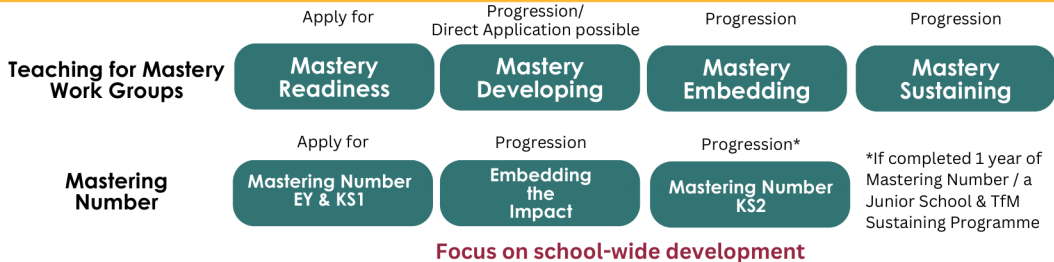 Apply for
Progression/
Direct Application possible
Progression
Progression
Teaching for Mastery
Work Groups
Mastery
Readiness
Mastery
Developing
Mastery
Embedding
Mastery
Sustaining
Apply for
Progression
Progression*
Mastering
Number
Mastering Number
EY & KS1
Embedding
the
Impact
Mastering Number
KS2
*If completed 1 year of
Mastering Number / a
Junior School & TfM
Sustaining Programme
Focus on school-wide development